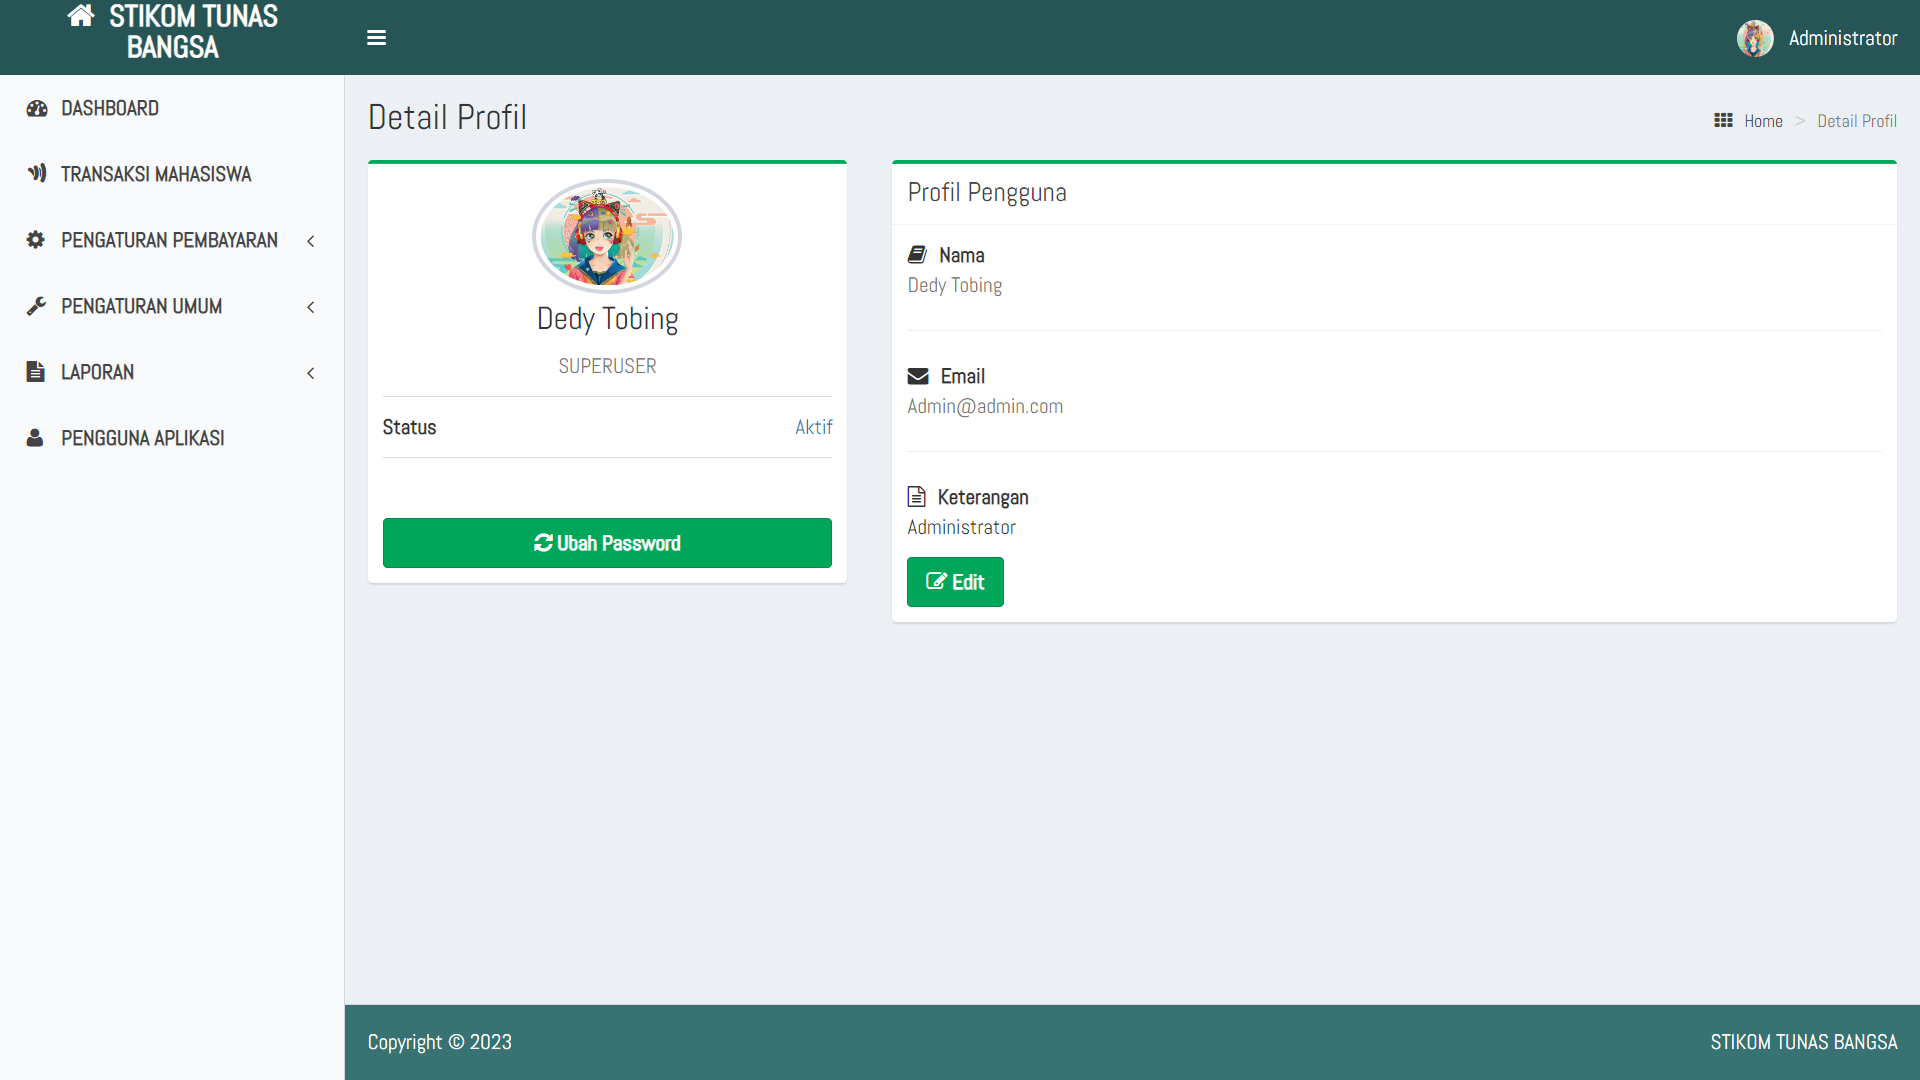 STIKOM TUNAS
BANGSA
Administrator
DASHBOARD
TRANSAKSI MAHASISWA
PENGATURAN PEMBAYARAN
PENGATURAN UMUM
LAPORAN
PENGGUNA APLIKASI
Detail Profil
Home > Detail Profil
Dedy Tobing
SUPERUSER
Status Aktif
Ubah Password
Profil Pengguna
Nama
Dedy Tobing
Email
Admin@admin.com
Keterangan
Administrator
Edit
Copyright © 2023
STIKOM TUNAS BANGSA